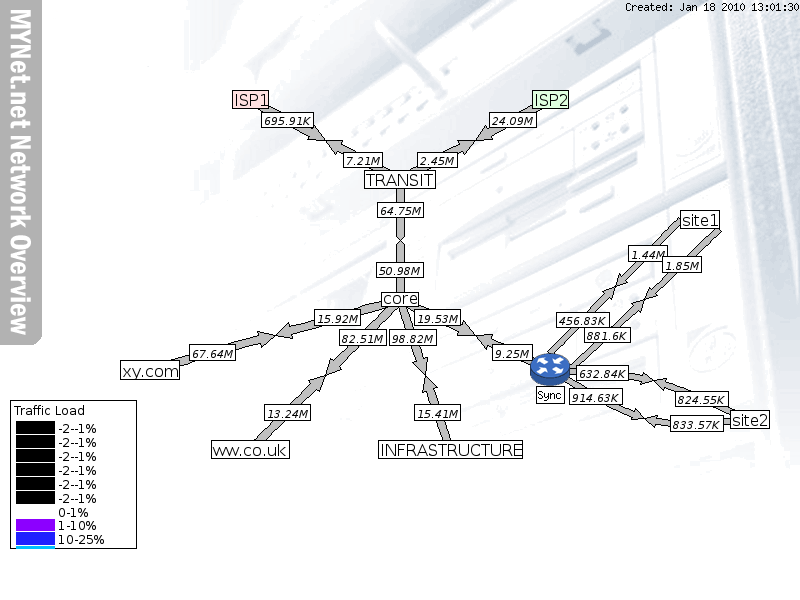 Created: Jan 18 2010 13:01:30
MYNet.net Network Overview
ISP1
ISP2
695.91K
24.09M
7.21M
2.45M
TRANSIT
64.75M
site1
1.44M
1.85M
50.98M
core
15.92M
19.53M
456.83K
82.51M
98.82M
881.6K
67.64M
9.25M
xy.com
632.84K
Sync
914.63K
824.55K
13.24M
15.41M
833.57K
site2
ww.co.uk
INFRASTRUCTURE
Traffic Load
-2--1%
-2--1%
-2--1%
-2--1%
-2--1%
-2--1%
0-1%
1-10%
10-25%